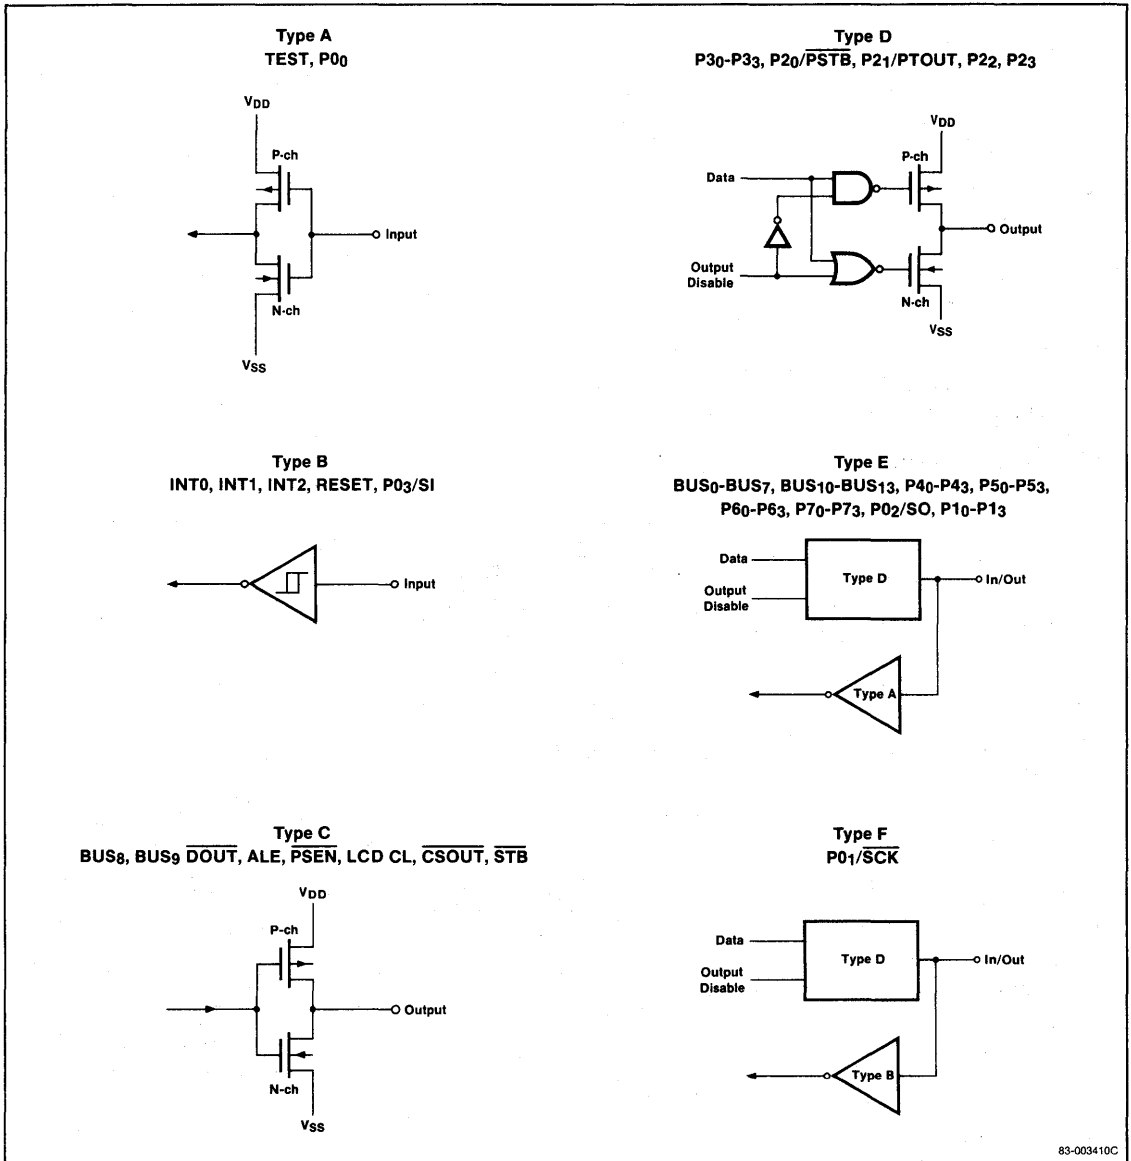 Type A
TEST, P00
VDD
P-ch
Input
N-ch
VSS
Type D
P30-P33, P20/PSTB, P21/PTOUT, P22, P23
VDD
P-ch
Data
Output
Output
Disable
N-ch
VSS
Type B
INT0, INT1, INT2, RESET, P03/SI
Input
Type E
BUS0-BUS7, BUS10-BUS13, P40-P43, P50-P53,
P60-P63, P70-P73, P02/SO, P10-P13
Data
Type D
In/Out
Output
Disable
Type A
Type C
BUS8, BUS9 DOUT, ALE, PSEN, LCD CL, CSOUT, STB
VDD
P-ch
Output
N-ch
VSS
Type F
P01/SCK
Data
Type D
In/Out
Output
Disable
Type B
83-003410C